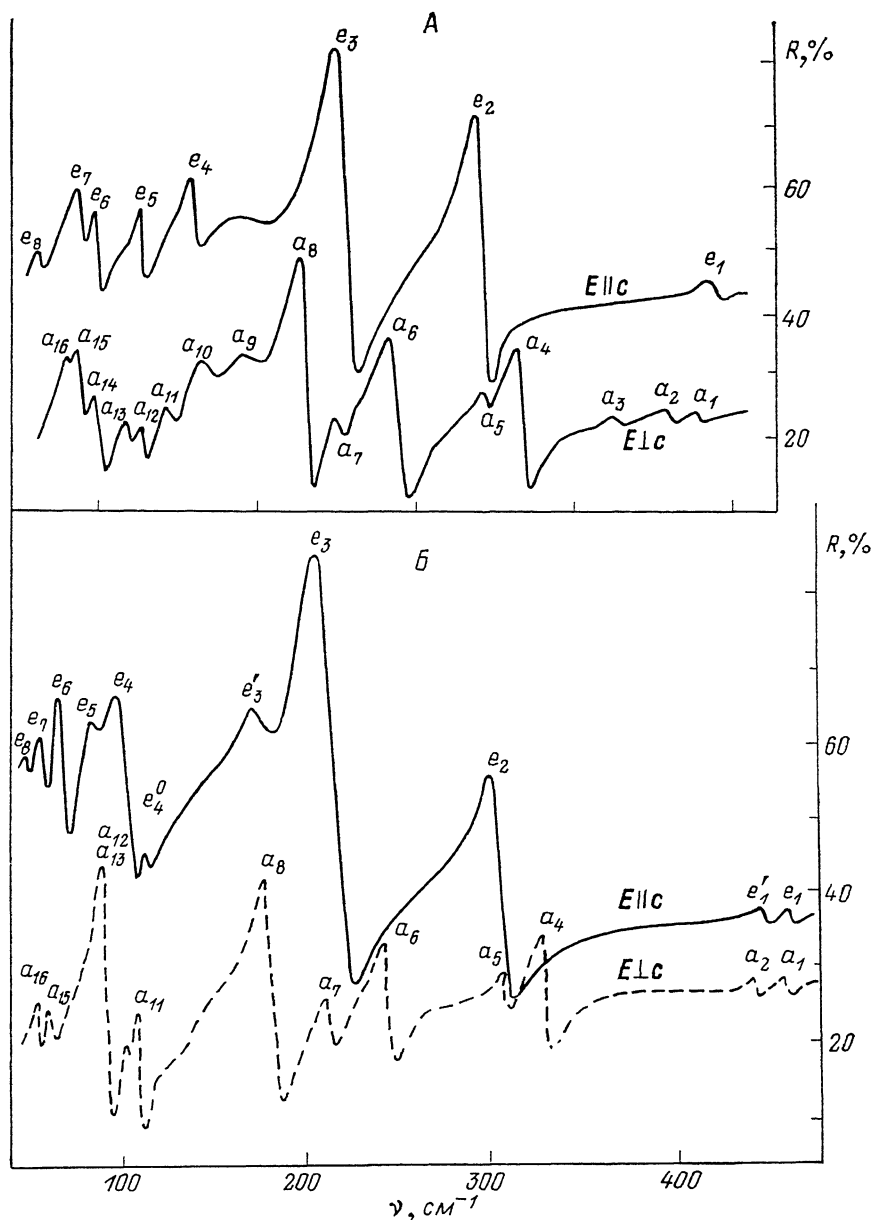 А
R,%
e₃
e₂
e₇
e₆
e₅
e₄
e₈
60
a₈
e₁
E∥c
40
a₁₆
a₁₅
a₁₄
a₁₃
a₁₂
a₁₁
a₁₀
a₉
a₇
a₆
a₅
a₄
a₃
a₂
a₁
E⊥c
20
Б
R,%
e₃
e₈
e₇
e₆
e₅
e₄
e′₃
e₄⁰
e₂
60
a₁₂
a₁₃
a₈
E∥c
e′₁
e₁
40
a₁₆
a₁₅
a₁₁
a₇
a₆
a₅
a₄
E⊥c
a₂
a₁
20
100
200
300
400
ν, см⁻¹